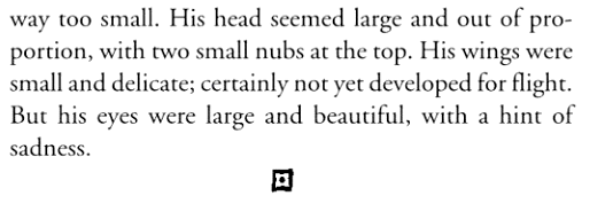 way too small. His head seemed large and out of pro-
portion, with two small nubs at the top. His wings were
small and delicate; certainly not yet developed for flight.
But his eyes were large and beautiful, with a hint of
sadness.